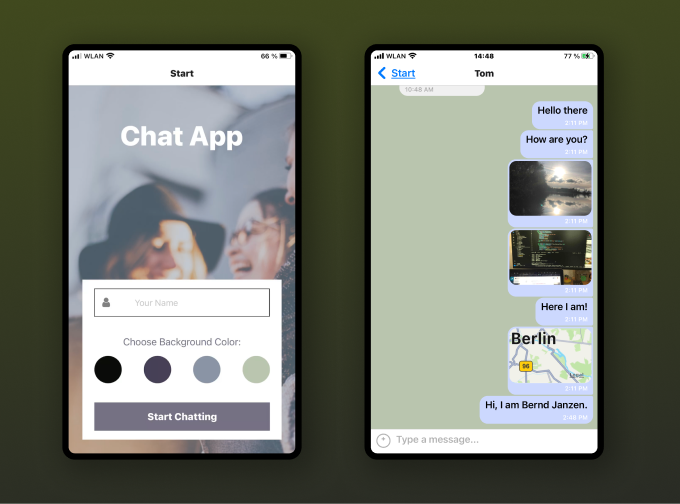 WLAN
66 %
Start
Chat App
Your Name
Choose Background Color:
Start Chatting
WLAN
14:48
77 %
Start
Tom
10:48 AM
Hello there
2:11 PM
How are you?
2:11 PM
2:11 PM
2:11 PM
Here I am!
2:11 PM
Berlin
96
2:11 PM
Hi, I am Bernd Janzen.
2:48 PM
Type a message...